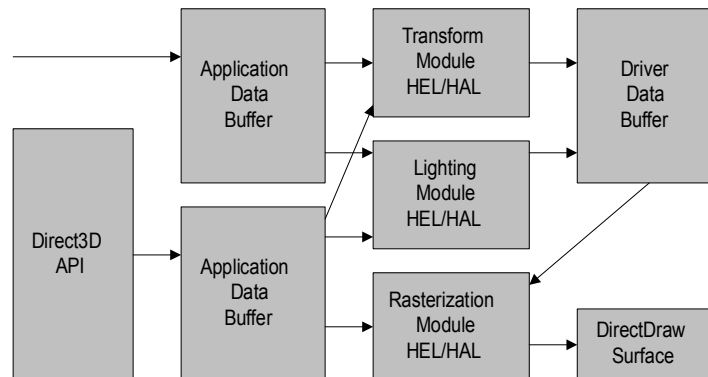 Application
Data
Buffer
Transform
Module
HEL/HAL
Driver
Data
Buffer
Lighting
Module
HEL/HAL
Direct3D
API
Application
Data
Buffer
Rasterization
Module
HEL/HAL
DirectDraw
Surface